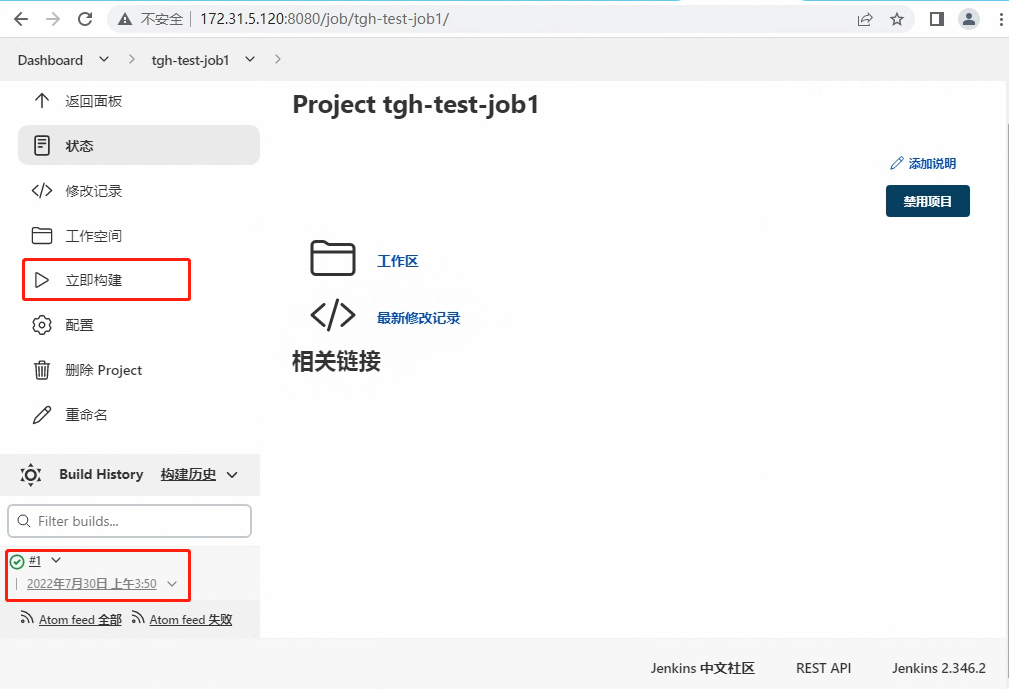 不安全 172.31.5.120:8080/job/tgh-test-job1/
Dashboard tgh-test-job1
返回面板
状态
修改记录
工作空间
立即构建
配置
删除 Project
重命名
Build History 构建历史
Filter builds...
#1
2022年7月30日 上午3:50
Atom feed 全部 Atom feed 失败
Project tgh-test-job1
添加说明
禁用项目
工作区
最新修改记录
相关链接
Jenkins 中文社区 REST API Jenkins 2.346.2